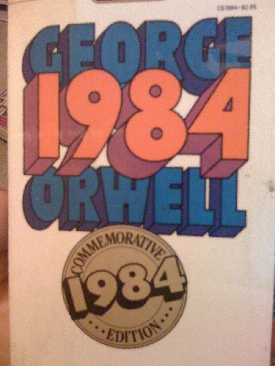 GEORGE
1984
ORWELL
COMMEMORATIVE
1984
EDITION